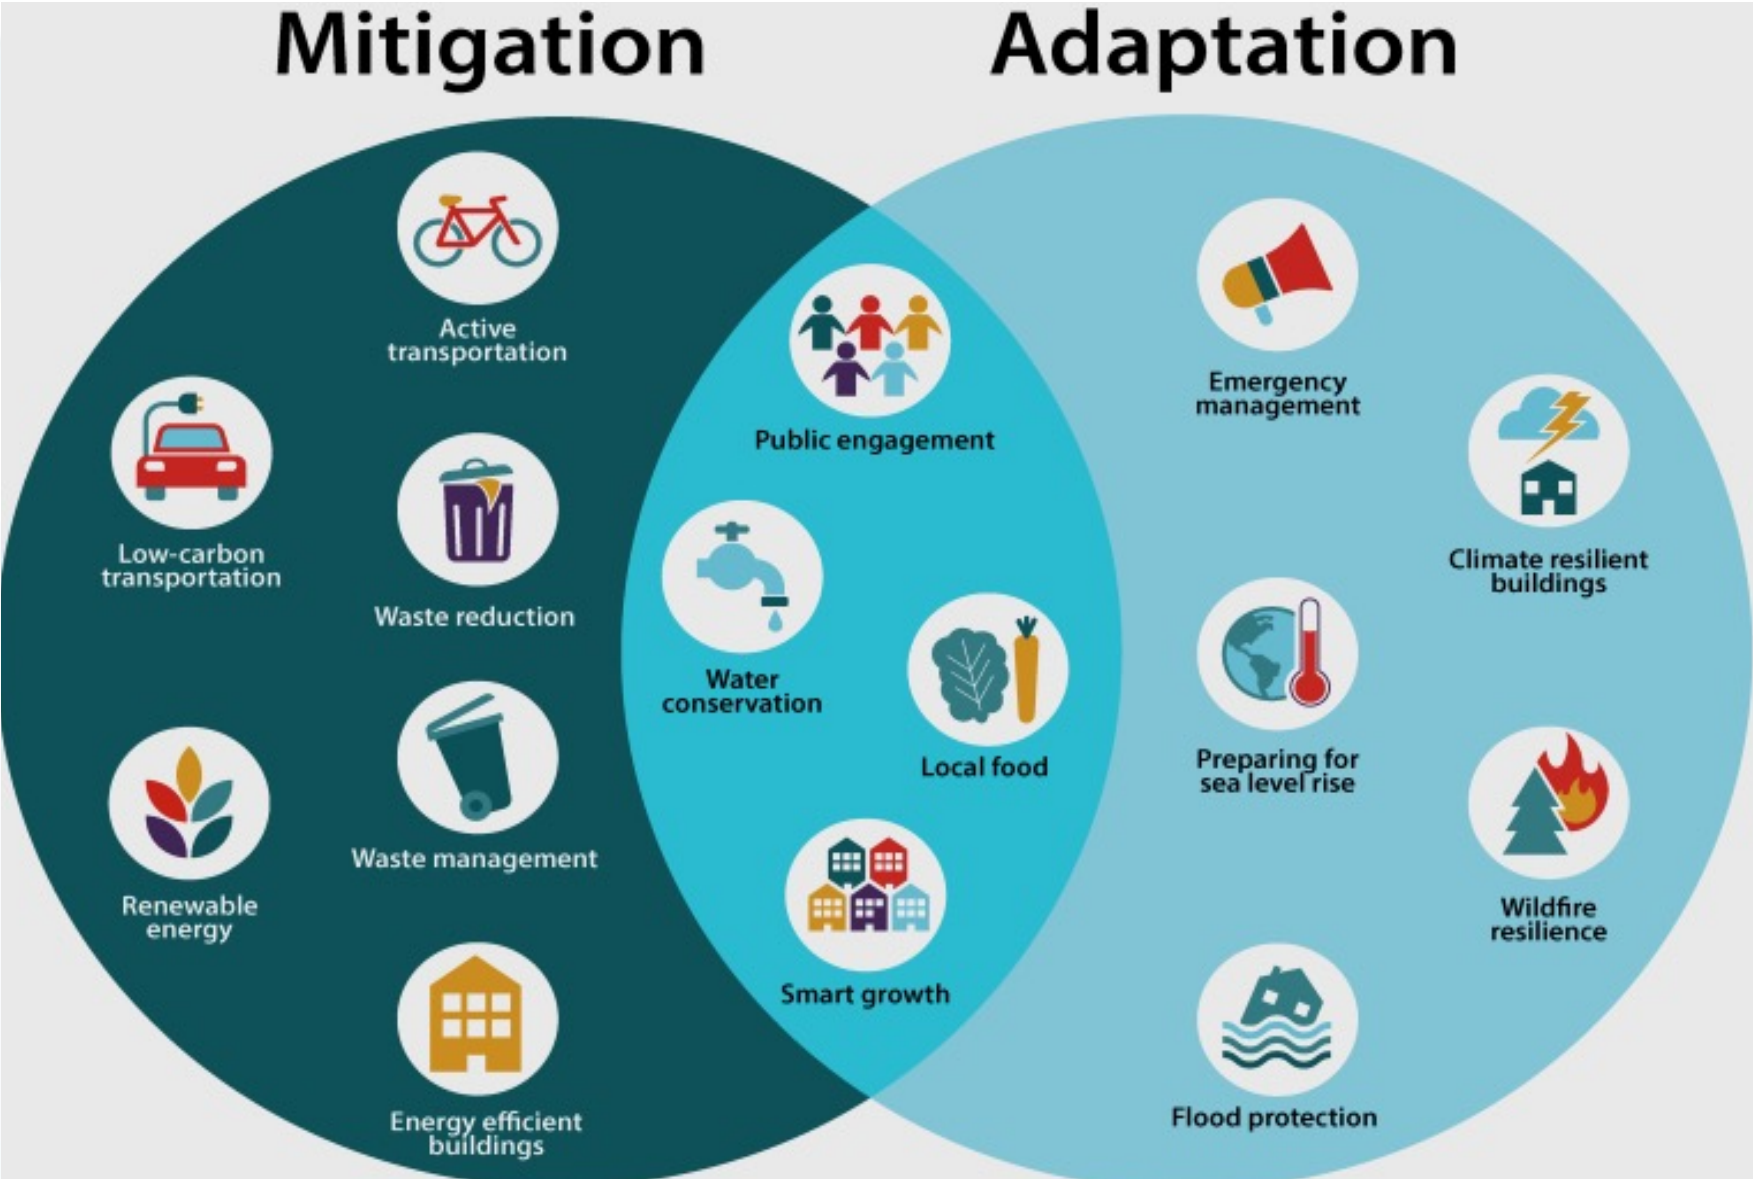 Mitigation
Adaptation
Active
transportation
Low-carbon
transportation
Waste reduction
Waste management
Renewable
energy
Energy efficient
buildings
Public engagement
Water
conservation
Local food
Smart growth
Emergency
management
Climate resilient
buildings
Preparing for
sea level rise
Wildfire
resilience
Flood protection